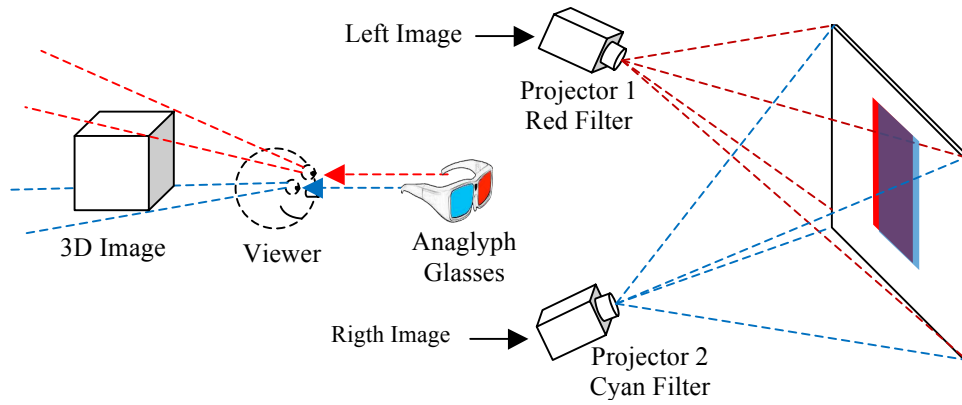 Left Image
Projector 1
Red Filter
3D Image
Viewer
Anaglyph
Glasses
Rigth Image
Projector 2
Cyan Filter